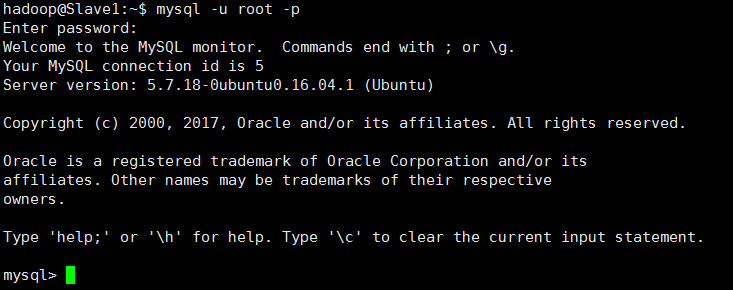 hadoop@Slave1:~$ mysql -u root -p
Enter password:
Welcome to the MySQL monitor.  Commands end with ; or \g.
Your MySQL connection id is 5
Server version: 5.7.18-0ubuntu0.16.04.1 (Ubuntu)
Copyright (c) 2000, 2017, Oracle and/or its affiliates. All rights reserved.
Oracle is a registered trademark of Oracle Corporation and/or its
affiliates. Other names may be trademarks of their respective
owners.
Type 'help;' or '\h' for help. Type '\c' to clear the current input statement.
mysql>